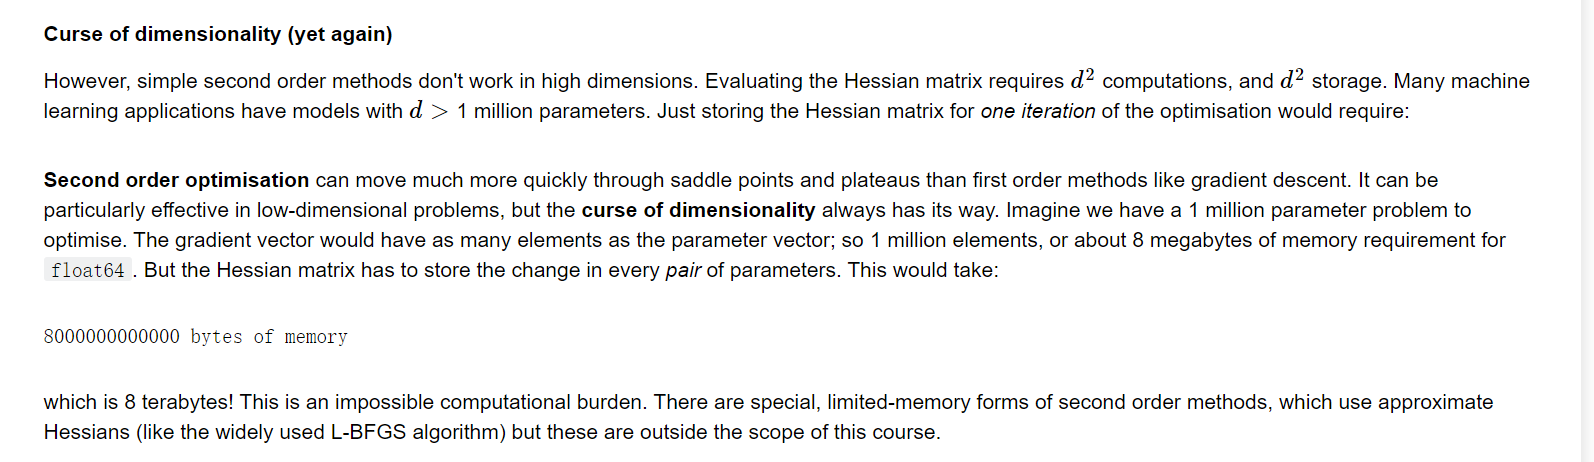 Curse of dimensionality (yet again)
However, simple second order methods don't work in high dimensions. Evaluating the Hessian matrix requires d² computations, and d² storage. Many machine
learning applications have models with d > 1 million parameters. Just storing the Hessian matrix for one iteration of the optimisation would require:
Second order optimisation can move much more quickly through saddle points and plateaus than first order methods like gradient descent. It can be
particularly effective in low-dimensional problems, but the curse of dimensionality always has its way. Imagine we have a 1 million parameter problem to
optimise. The gradient vector would have as many elements as the parameter vector; so 1 million elements, or about 8 megabytes of memory requirement for
float64 . But the Hessian matrix has to store the change in every pair of parameters. This would take:
8000000000000 bytes of memory
which is 8 terabytes! This is an impossible computational burden. There are special, limited-memory forms of second order methods, which use approximate
Hessians (like the widely used L-BFGS algorithm) but these are outside the scope of this course.